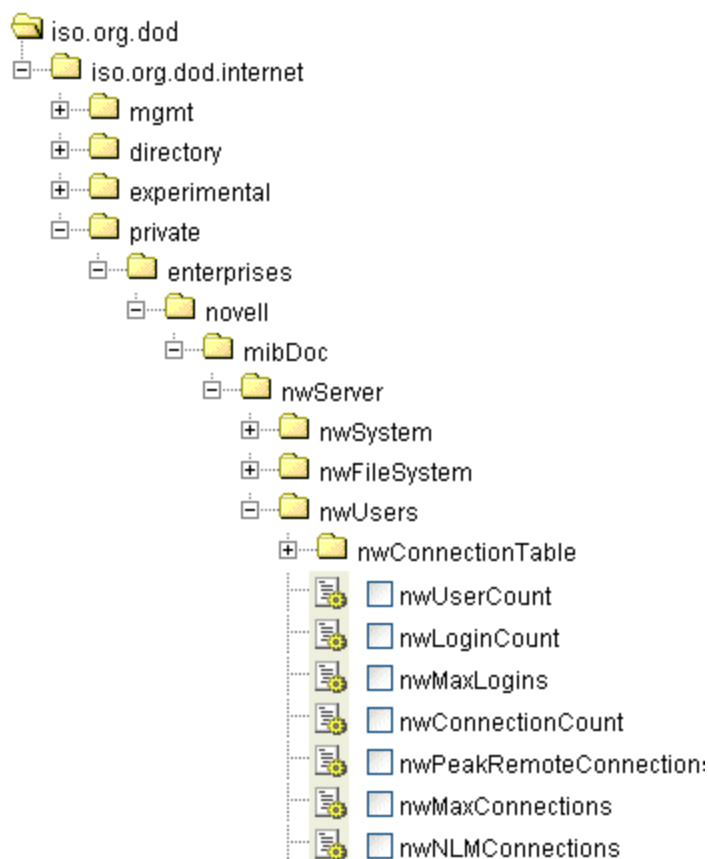 iso.org.dod
iso.org.dod.internet
mgmt
directory
experimental
private
enterprises
novell
mibDoc
nwServer
nwSystem
nwFileSystem
nwUsers
nwConnectionTable
nwUserCount
nwLoginCount
nwMaxLogins
nwConnectionCount
nwPeakRemoteConnections
nwMaxConnections
nwNLMConnections